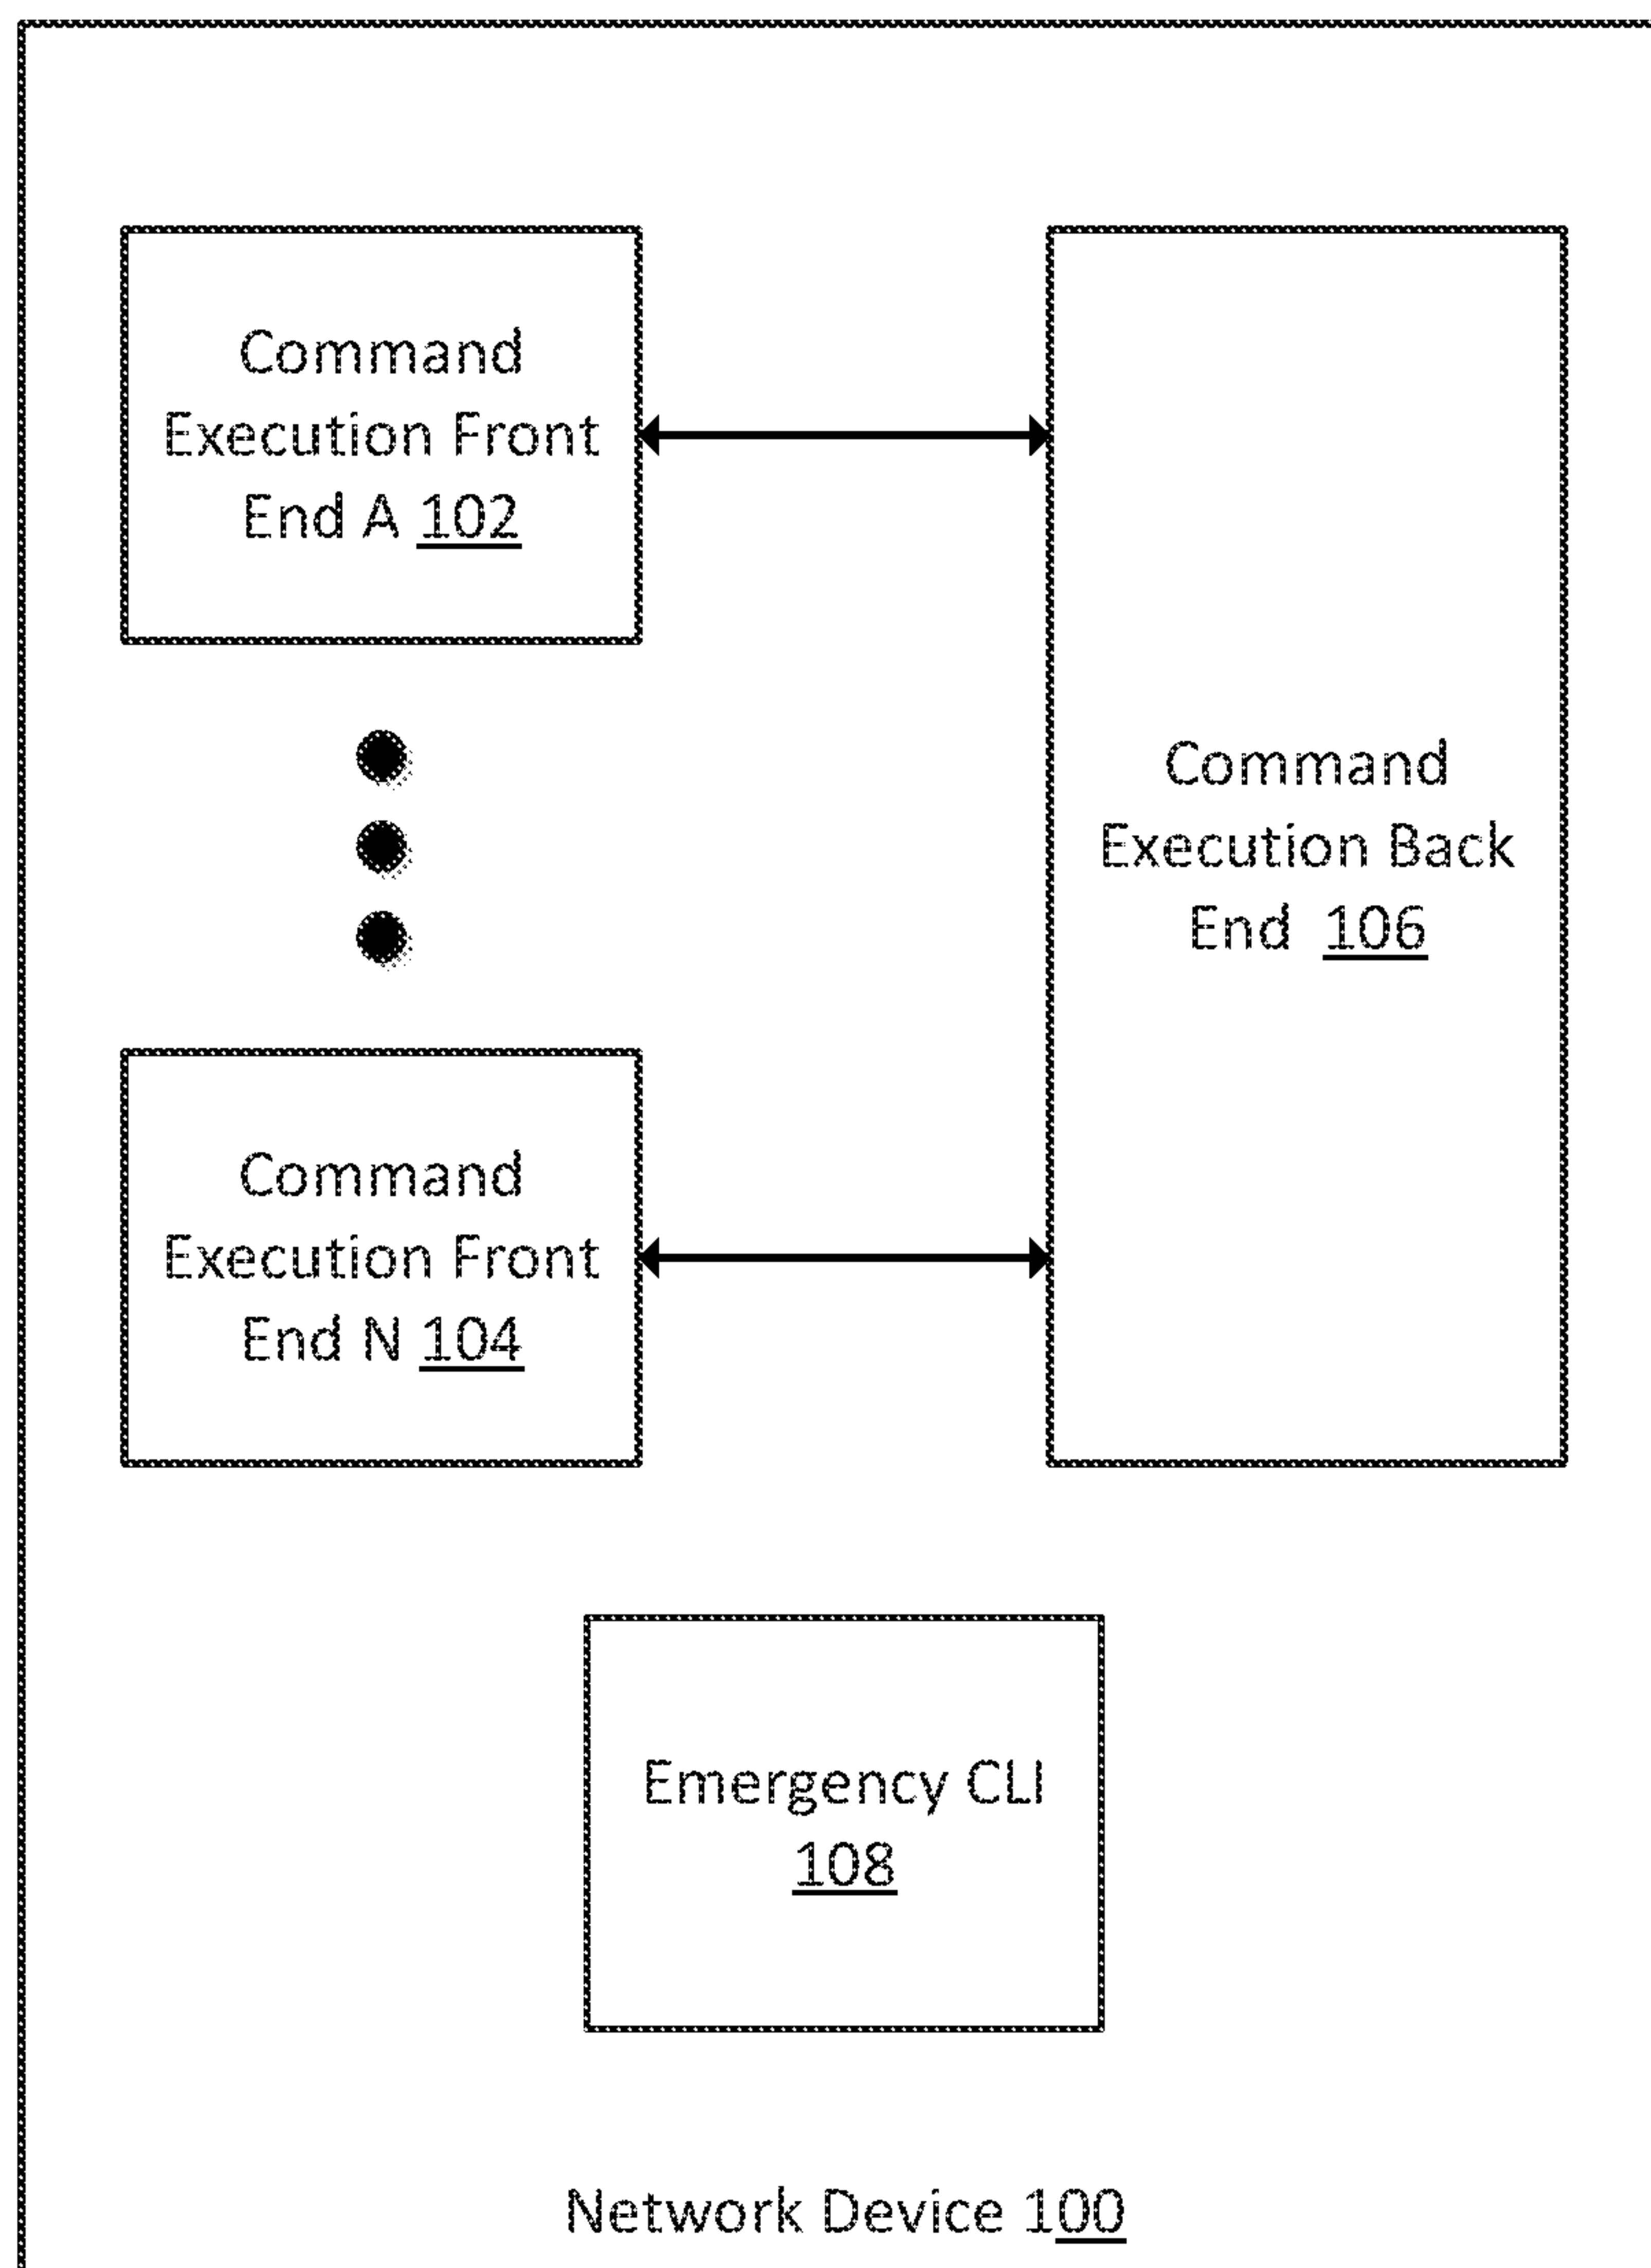 Command
Execution Front
End A 102
Command
Execution Back
End 106
Command
Execution Front
End N 104
Emergency CLI
108
Network Device 100